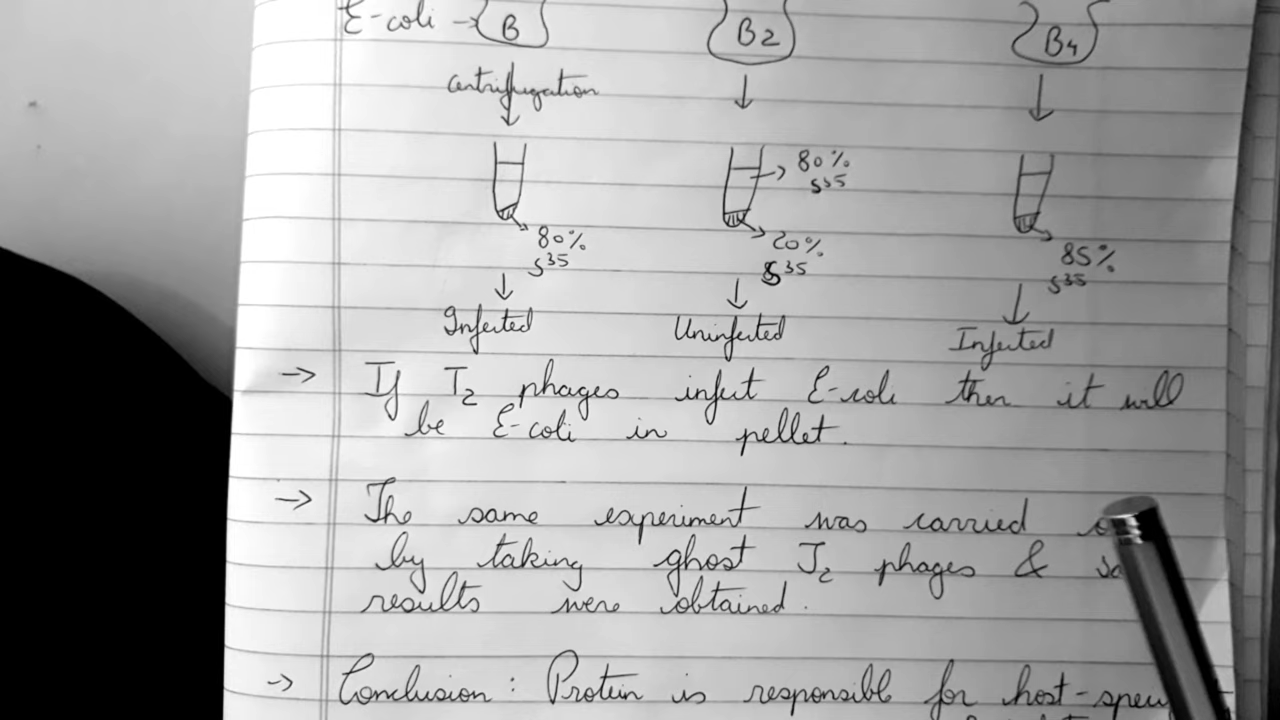 E-coli → B B2 B4
Centrifugation
80%
S35
80% 20% 85%
S35 S35 S35
Infected Uninfected Infected
→ If T2 phages infect E-coli then it will
be E-coli in pellet.
→ The same experiment was carried
by taking ghost T2 phages &
results were obtained.
→ Conclusion : Protein is responsible for